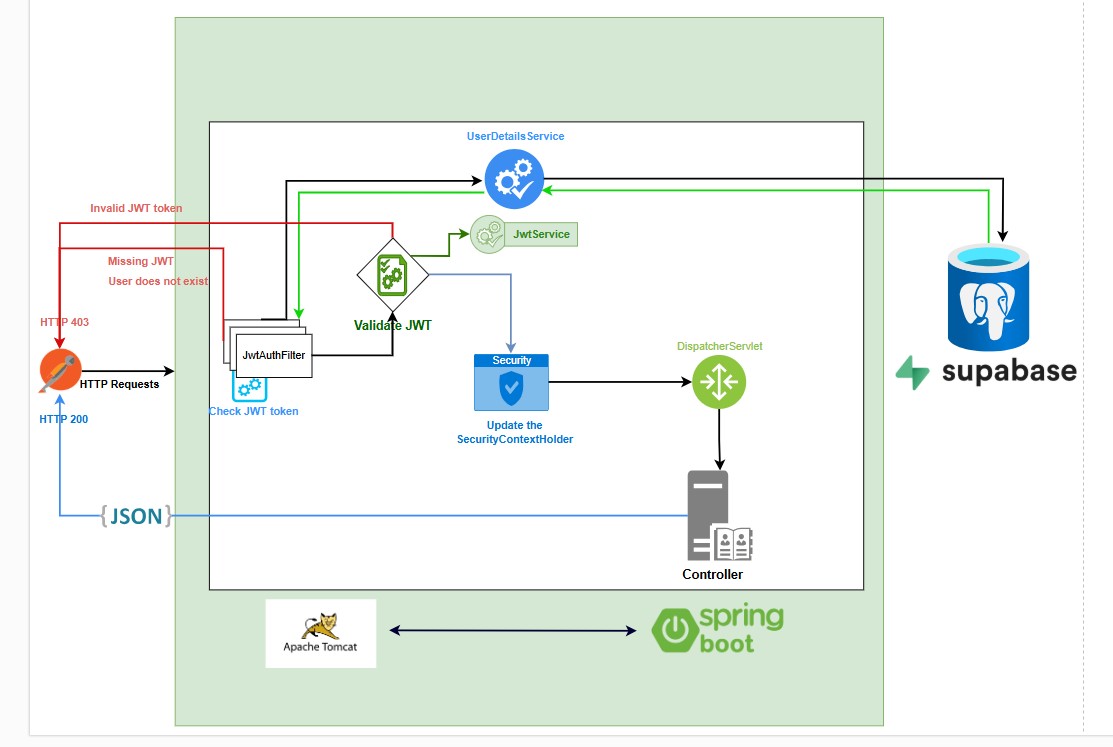 UserDetailsService
Invalid JWT token
JwtService
Missing JWT
User does not exist
HTTP 403
Validate JWT
JwtAuthFilter
Security
DispatcherServlet
supabase
HTTP Requests
Check JWT token
HTTP 200
Update the
SecurityContextHolder
{JSON}
Controller
Apache Tomcat
spring
boot